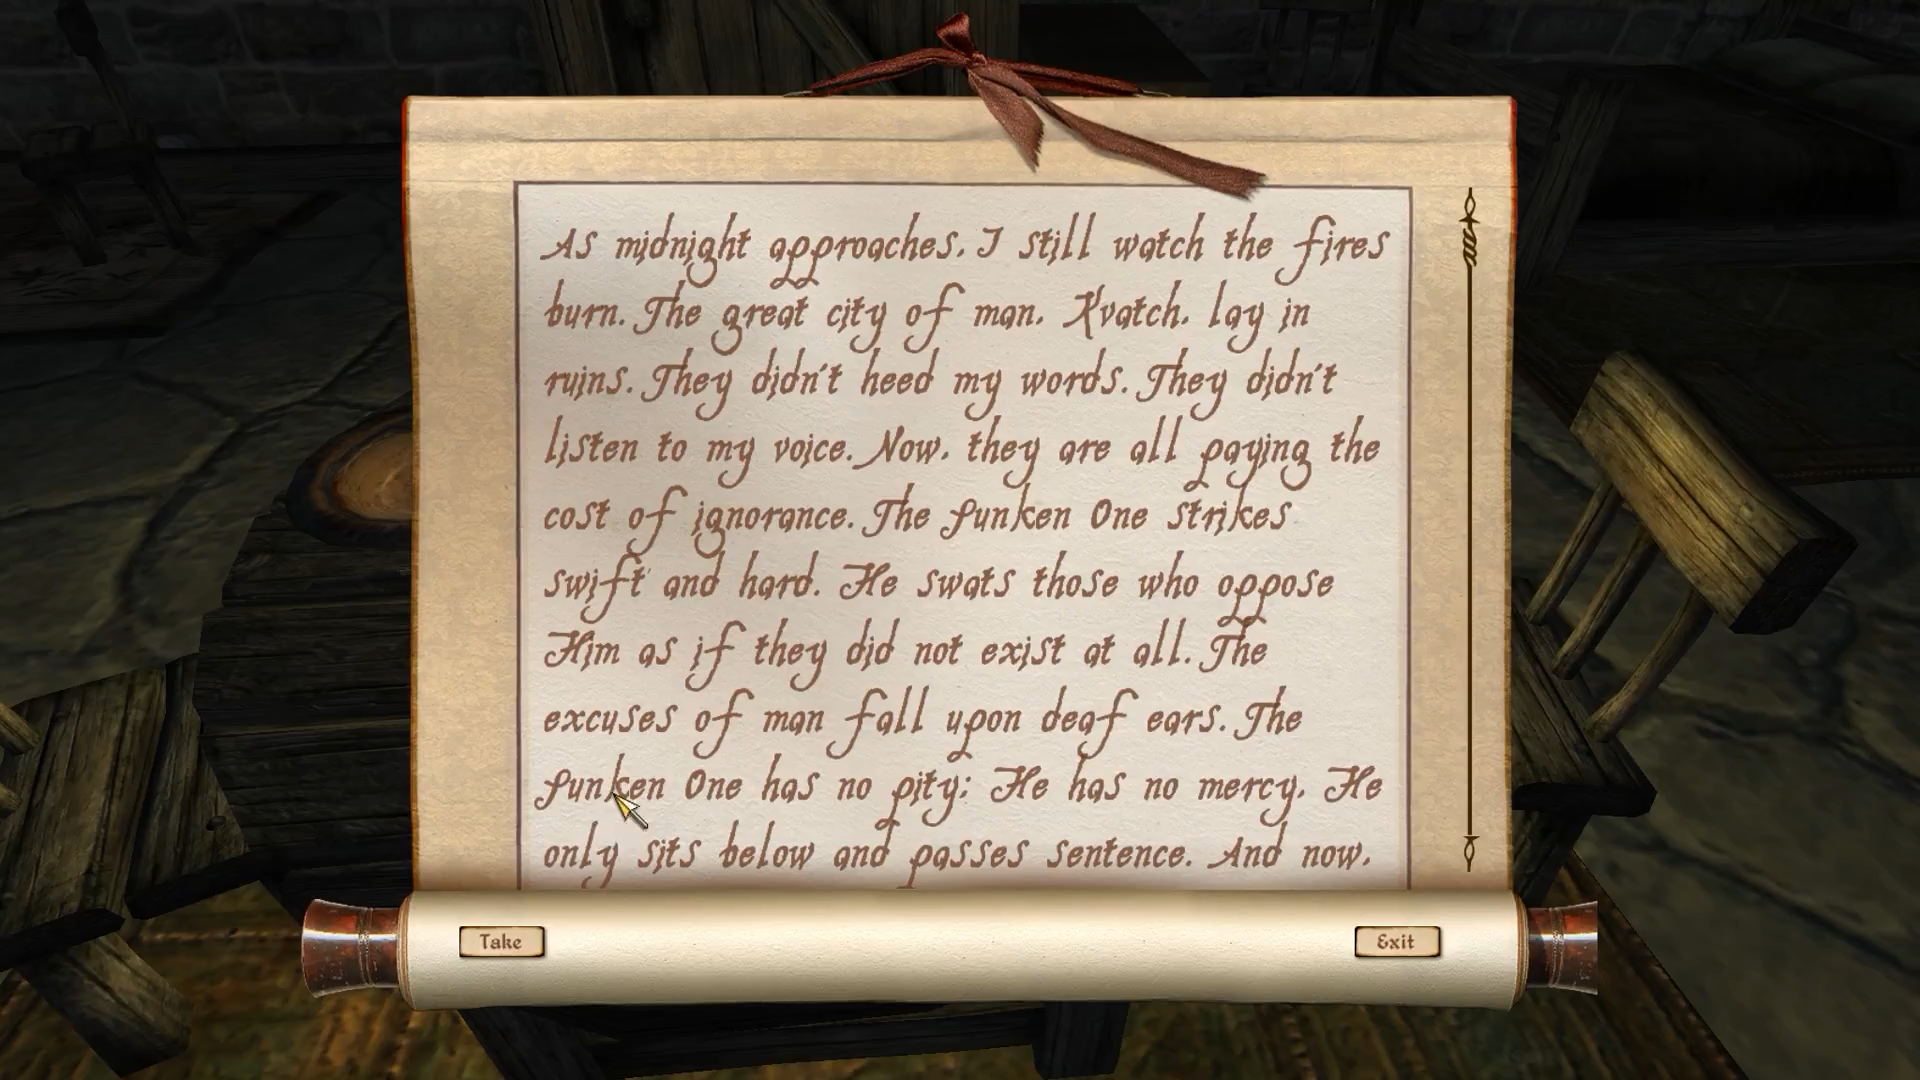 As midnight approaches, I still watch the fires
burn. The great city of man, Kvatch, lay in
ruins. They didn't heed my words. They didn't
listen to my voice. Now, they are all paying the
cost of ignorance. The Sunken One strikes
swift and hard. He swats those who oppose
Him as if they did not exist at all. The
excuses of man fall upon deaf ears. The
Sunken One has no pity; He has no mercy. He
only sits below and passes sentence. And now,
Take
Exit